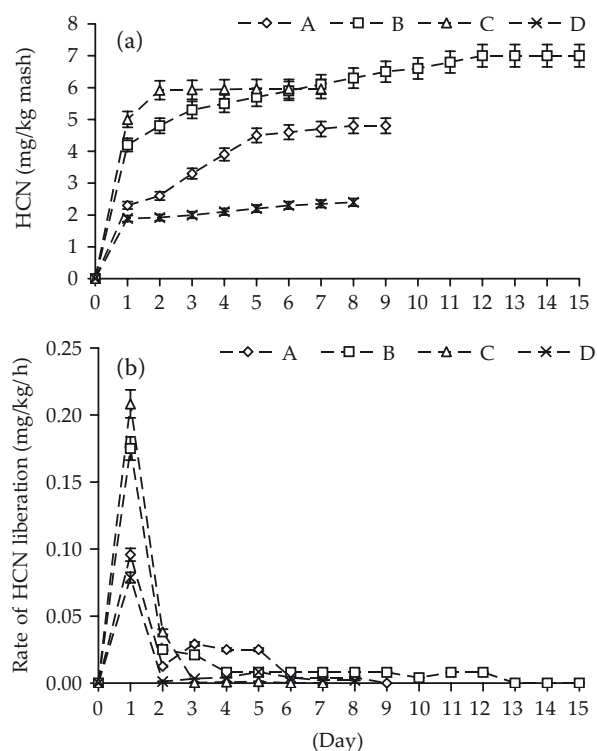 (a)
A B C D
HCN (mg/kg mash)
8
7
6
5
4
3
2
1
0
0 1 2 3 4 5 6 7 8 9 10 11 12 13 14 15
(b)
A B C D
Rate of HCN liberation (mg/kg/h)
0.25
0.20
0.15
0.10
0.05
0.00
0 1 2 3 4 5 6 7 8 9 10 11 12 13 14 15
(Day)